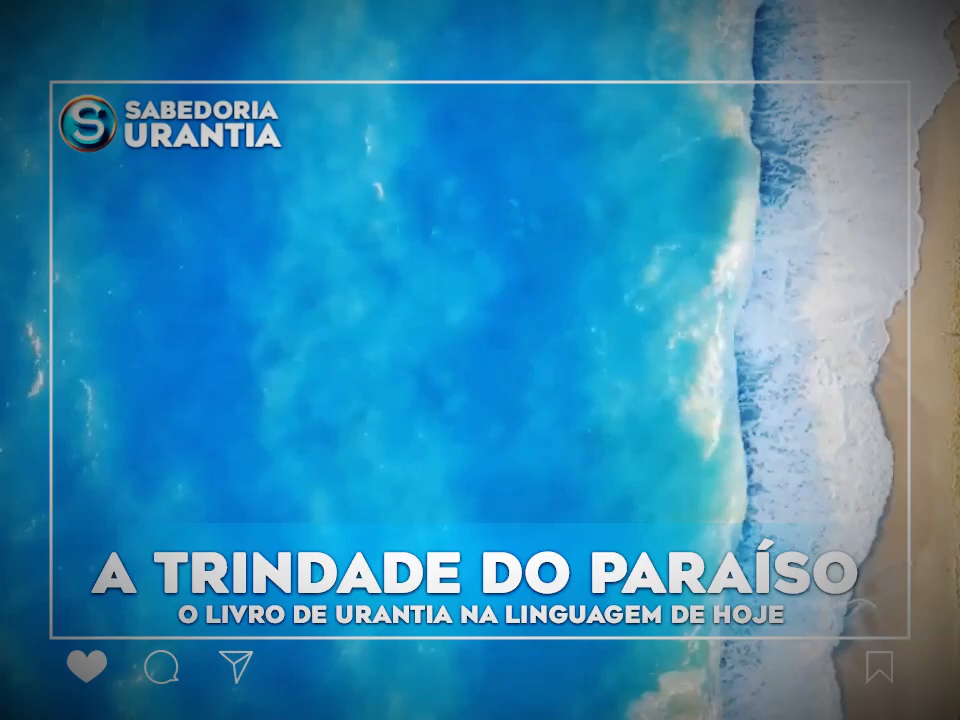 SABEDORIA
URANTIA
A TRINDADE DO PARAÍSO
O LIVRO DE URANTIA NA LINGUAGEM DE HOJE